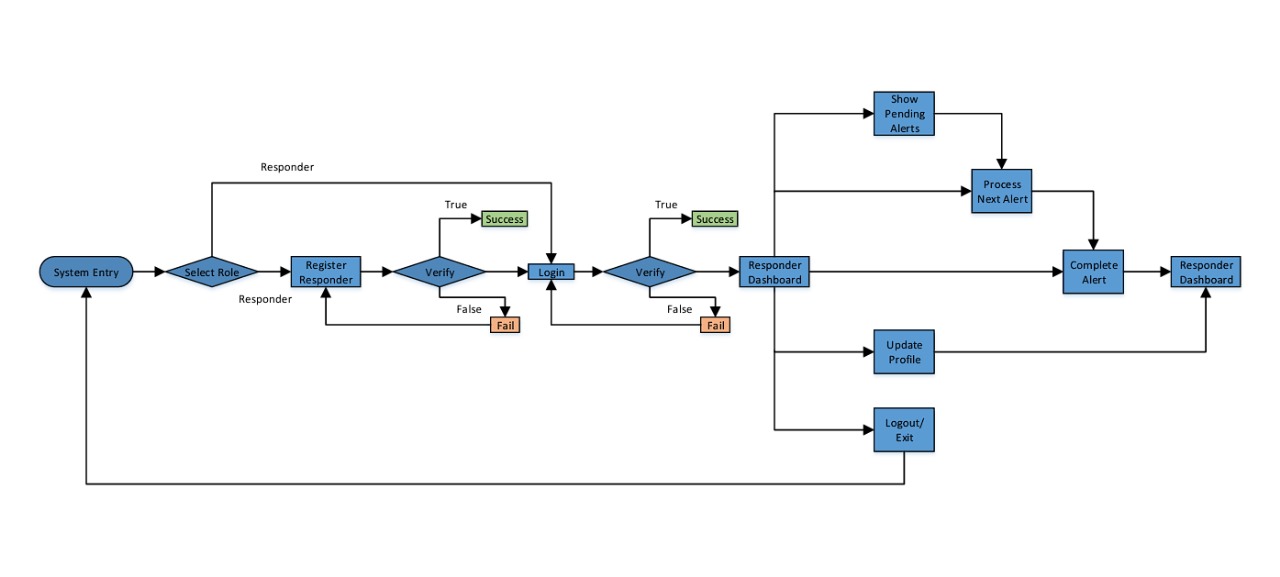 Show
Pending
Alerts
Responder
Process
Next Alert
True
Success
True
Success
System Entry
Select Role
Register
Responder
Verify
Login
Verify
Responder
Dashboard
Complete
Alert
Responder
Dashboard
Responder
False
Fail
False
Fail
Update
Profile
Logout/
Exit